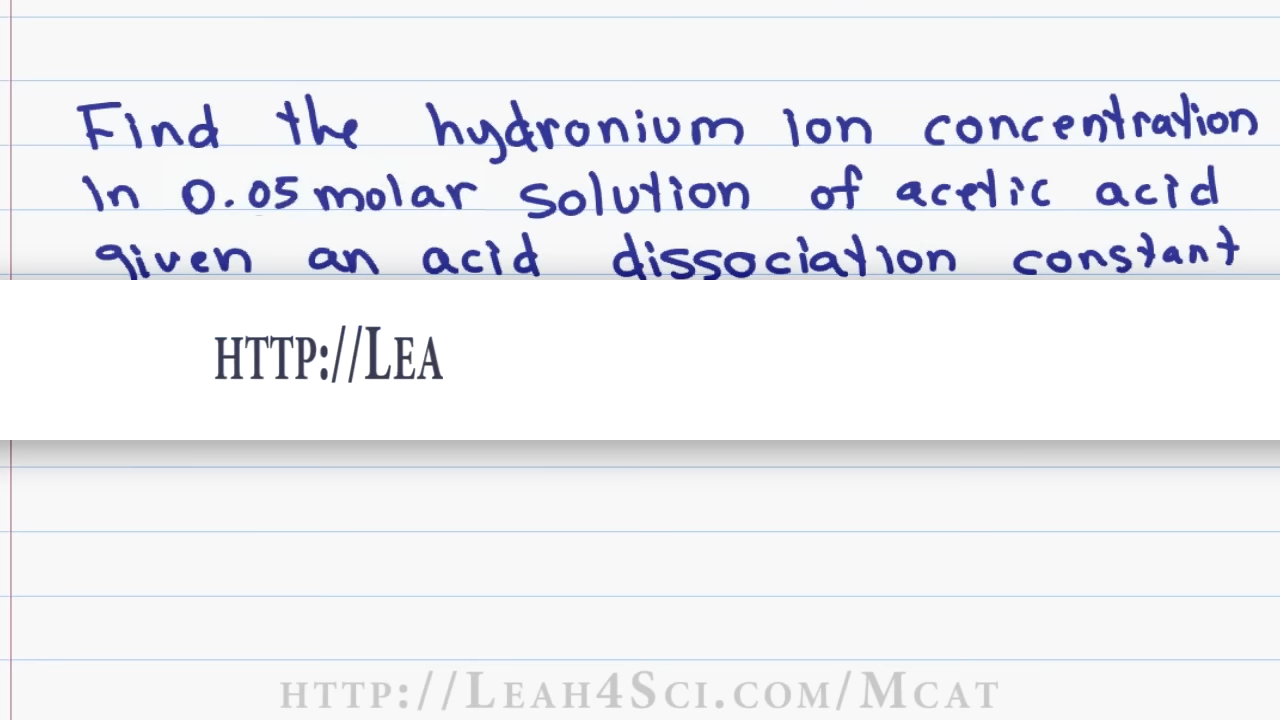 Find the hydronium ion concentration
in 0.05 molar solution of acetic acid
given an acid dissociation constant
HTTP://LEA
HTTP://LEAH4SCI.COM/MCAT